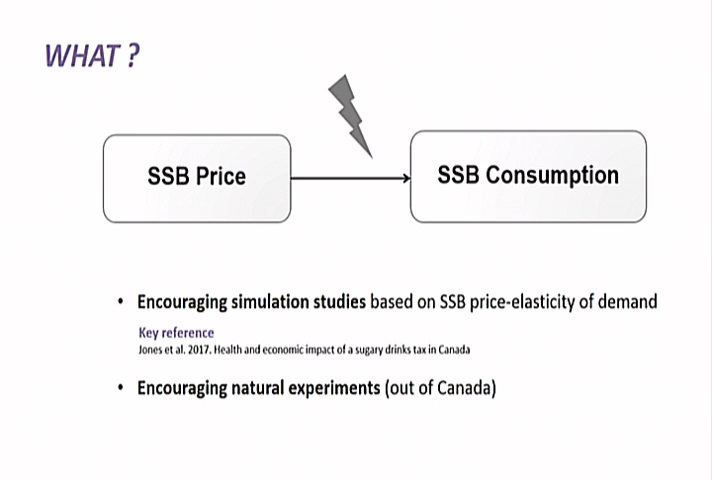 WHAT ?
SSB Price
SSB Consumption
• Encouraging simulation studies based on SSB price-elasticity of demand
Key reference
Jones et al. 2017. Health and economic impact of a sugary drinks tax in Canada
• Encouraging natural experiments (out of Canada)